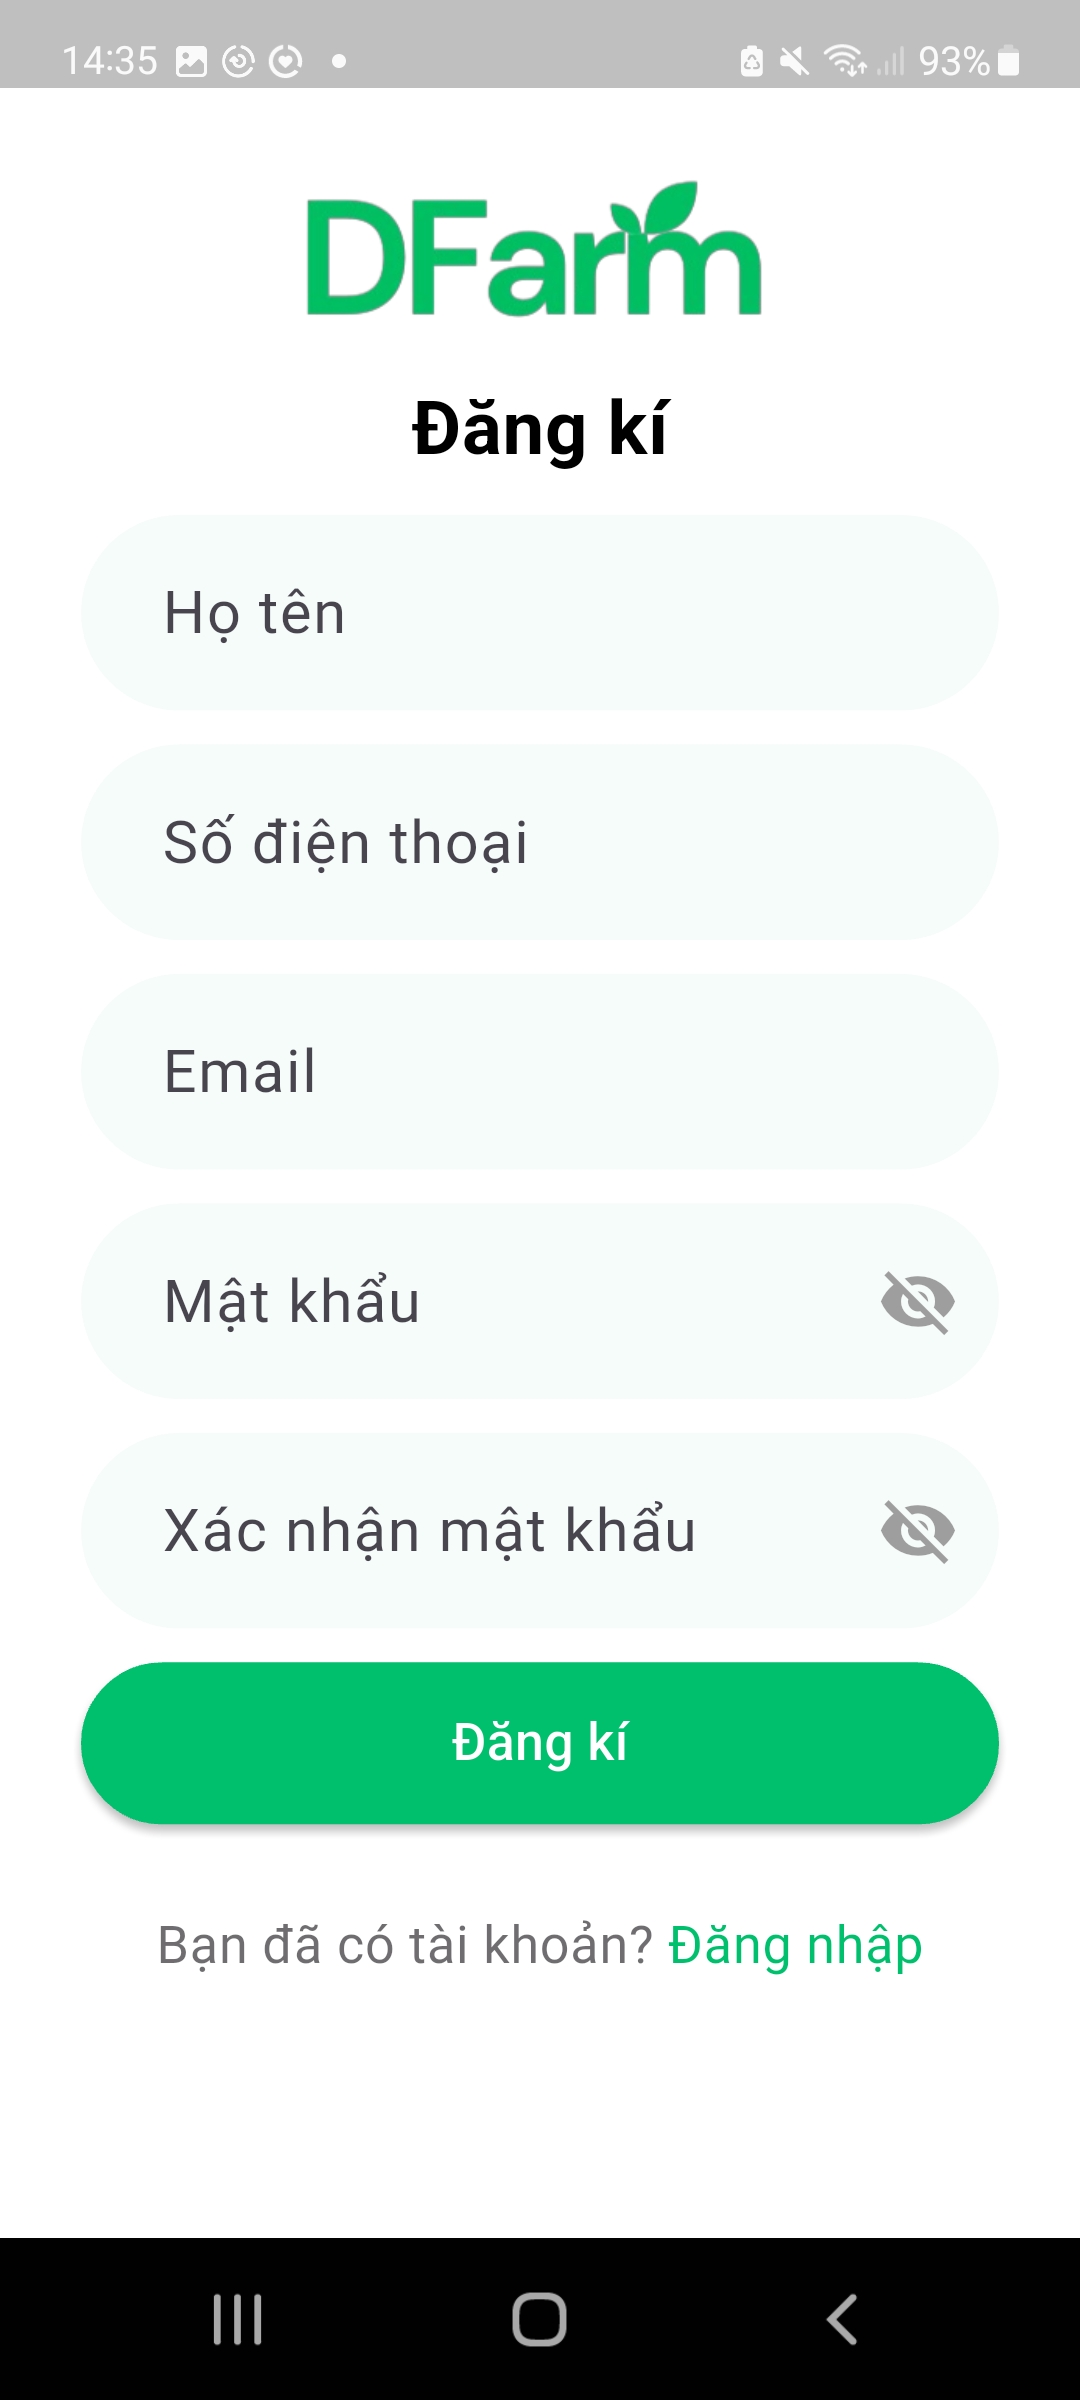 14:35 93%
DFarm
Đăng kí
Họ tên
Số điện thoại
Email
Mật khẩu
Xác nhận mật khẩu
Đăng kí
Bạn đã có tài khoản? Đăng nhập